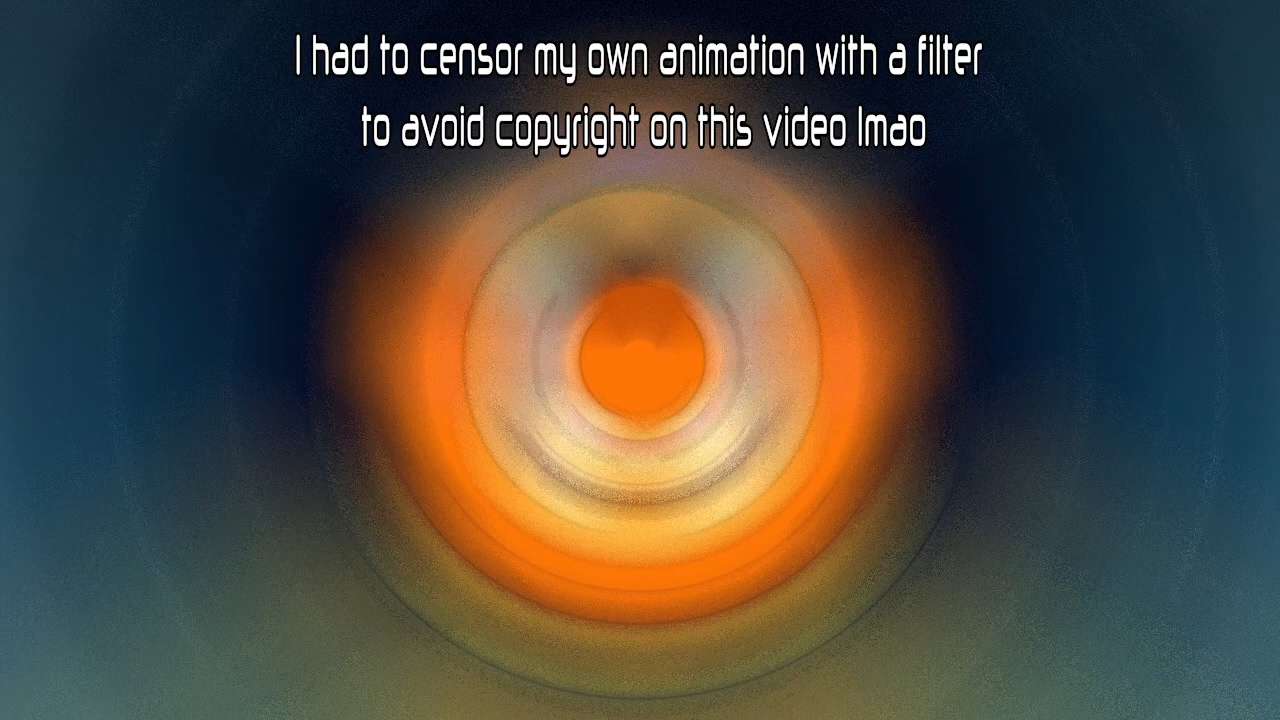 I had to censor my own animation with a filter
to avoid copyright on this video lmao